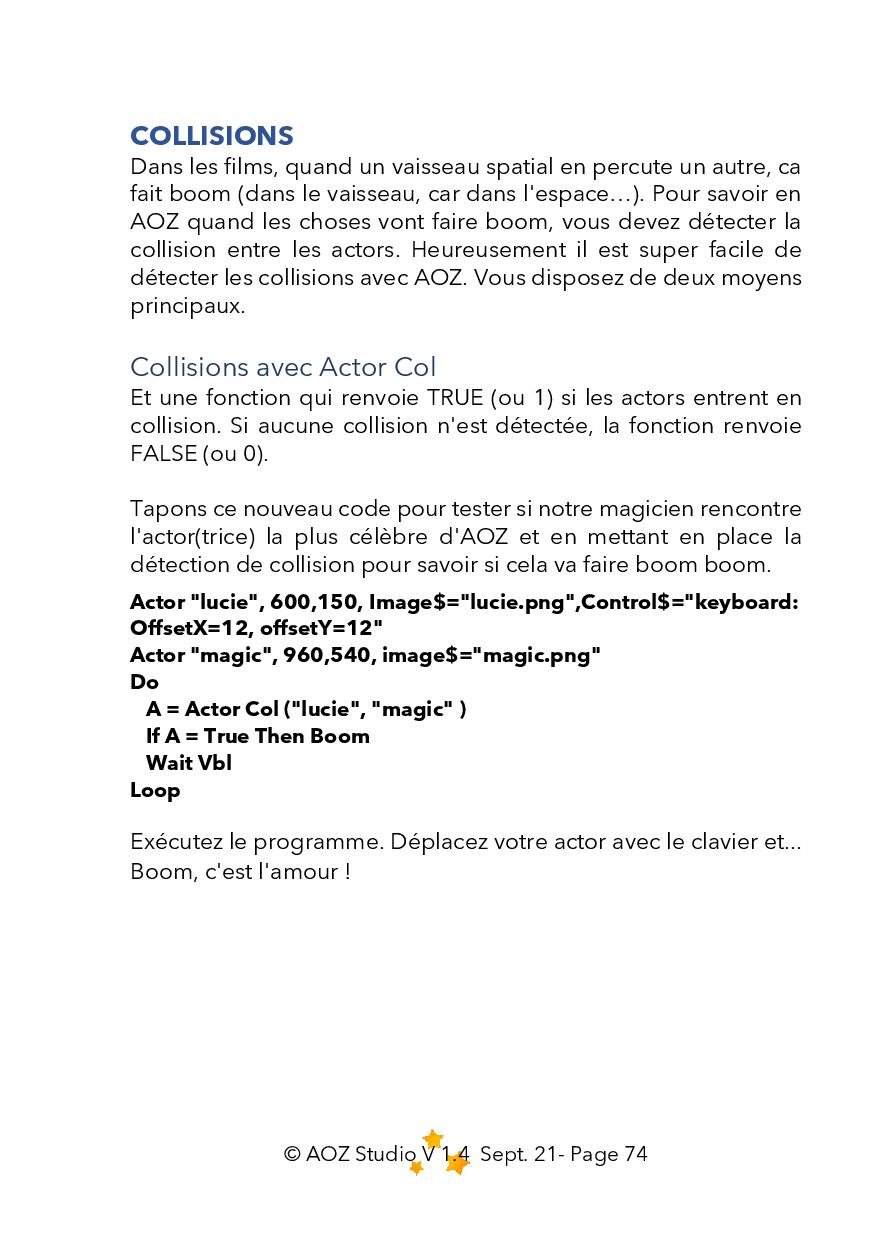 COLLISIONS
Dans les films, quand un vaisseau spatial en percute un autre, ca
fait boom (dans le vaisseau, car dans l'espace…). Pour savoir en
AOZ quand les choses vont faire boom, vous devez détecter la
collision entre les actors. Heureusement il est super facile de
détecter les collisions avec AOZ. Vous disposez de deux moyens
principaux.
Collisions avec Actor Col
Et une fonction qui renvoie TRUE (ou 1) si les actors entrent en
collision. Si aucune collision n'est détectée, la fonction renvoie
FALSE (ou 0).
Tapons ce nouveau code pour tester si notre magicien rencontre
l'actor(trice) la plus célèbre d'AOZ et en mettant en place la
détection de collision pour savoir si cela va faire boom boom.
Actor "lucie", 600,150, Image$="lucie.png",Control$="keyboard:
OffsetX=12, offsetY=12"
Actor "magic", 960,540, image$="magic.png"
Do
A = Actor Col ("lucie", "magic" )
If A = True Then Boom
Wait Vbl
Loop
Exécutez le programme. Déplacez votre actor avec le clavier et...
Boom, c'est l'amour !
© AOZ Studio V 1.4 Sept. 21- Page 74